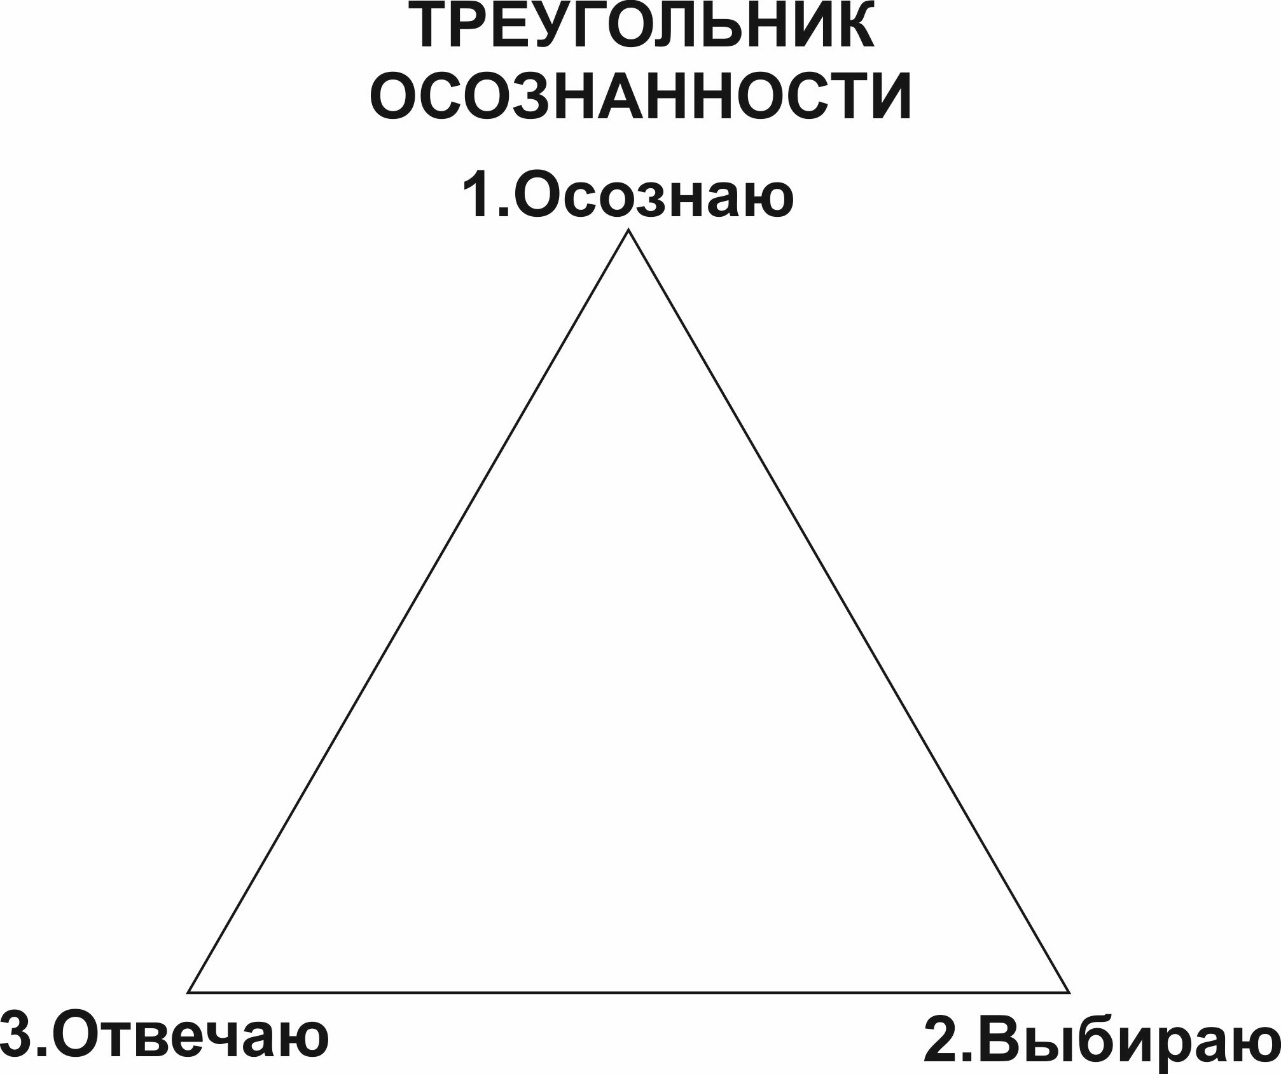 ТРЕУГОЛЬНИК
ОСОЗНАННОСТИ
1.Осознаю
3.Отвечаю
2.Выбираю